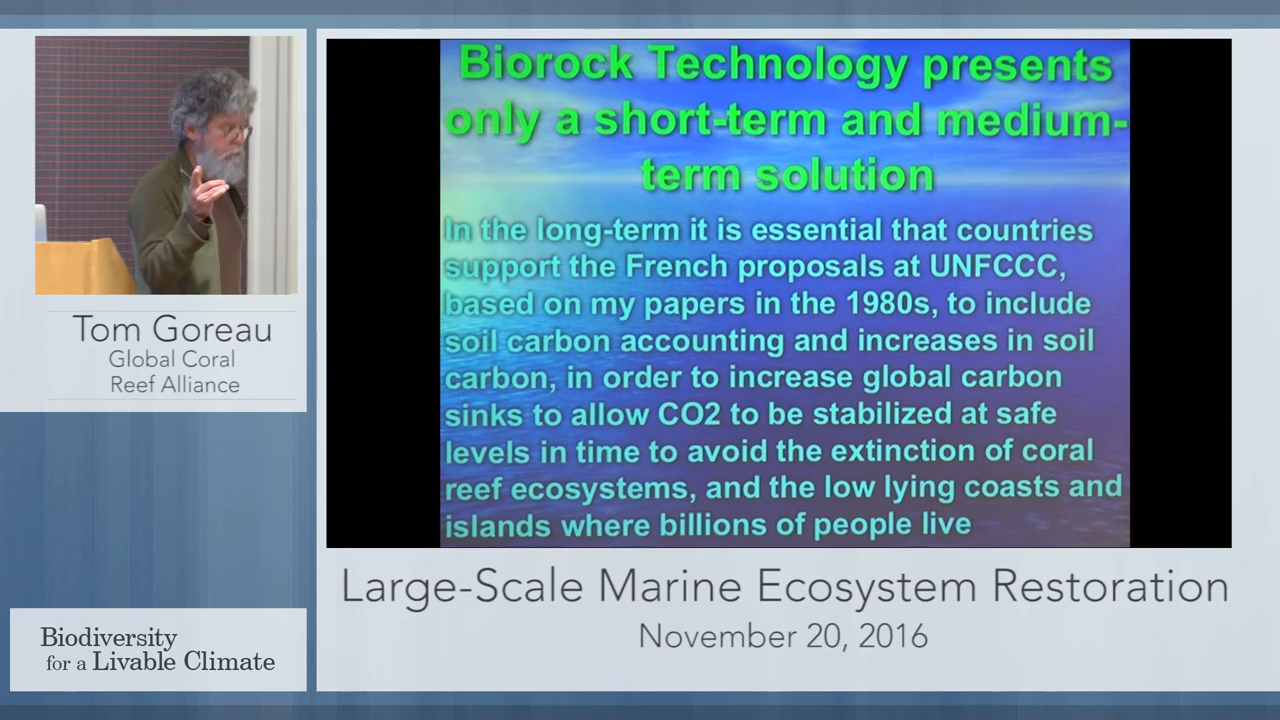 Tom Goreau
Global Coral
Reef Alliance
Biodiversity
for a Livable Climate
Biorock Technology presents
only a short-term and medium-
term solution
In the long-term it is essential that countries
support the French proposals at UNFCCC,
based on my papers in the 1980s, to include
soil carbon accounting and increases in soil
carbon, in order to increase global carbon
sinks to allow CO2 to be stabilized at safe
levels in time to avoid the extinction of coral
reef ecosystems, and the low lying coasts and
islands where billions of people live
Large-Scale Marine Ecosystem Restoration
November 20, 2016